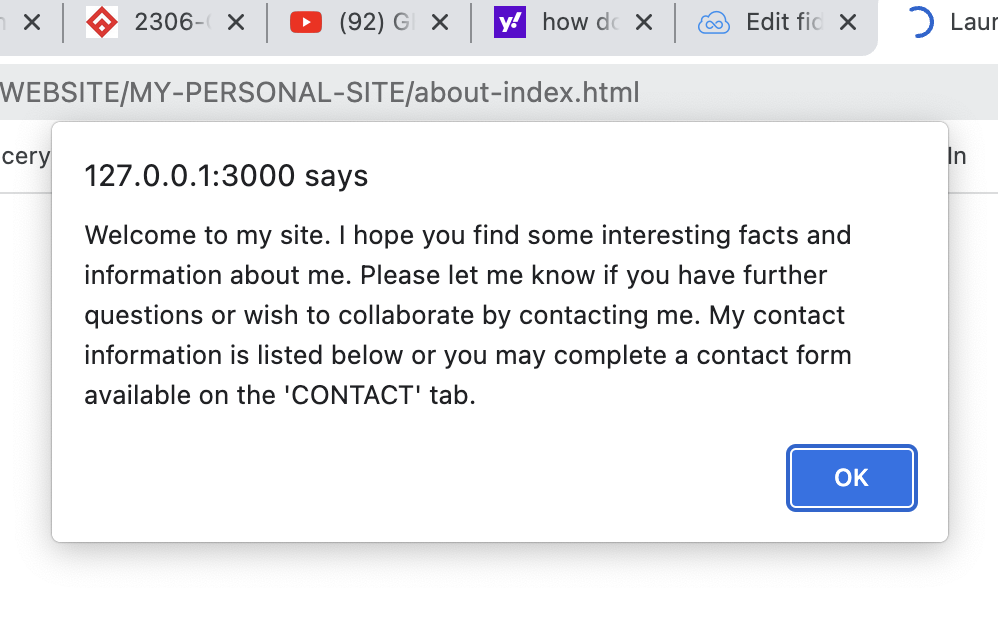 2306- (92) G how do Edit fid Laur
WEBSITE/MY-PERSONAL-SITE/about-index.html
cery In
127.0.0.1:3000 says
Welcome to my site. I hope you find some interesting facts and
information about me. Please let me know if you have further
questions or wish to collaborate by contacting me. My contact
information is listed below or you may complete a contact form
available on the 'CONTACT' tab.
OK